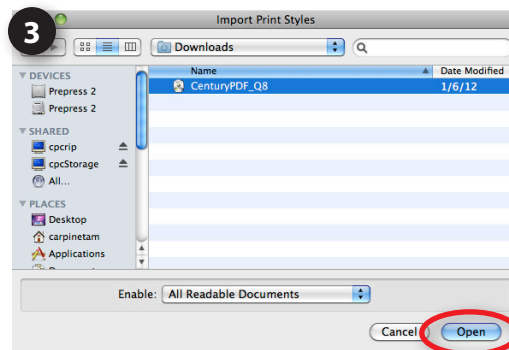 3
Import Print Styles
Downloads
DEVICES
Prepress 2
Prepress 2
SHARED
cpcrip
cpcStorage
All...
PLACES
Desktop
carpinetam
Applications
Name
Date Modified
CenturyPDF_Q8
1/6/12
Enable: All Readable Documents
Cancel
Open